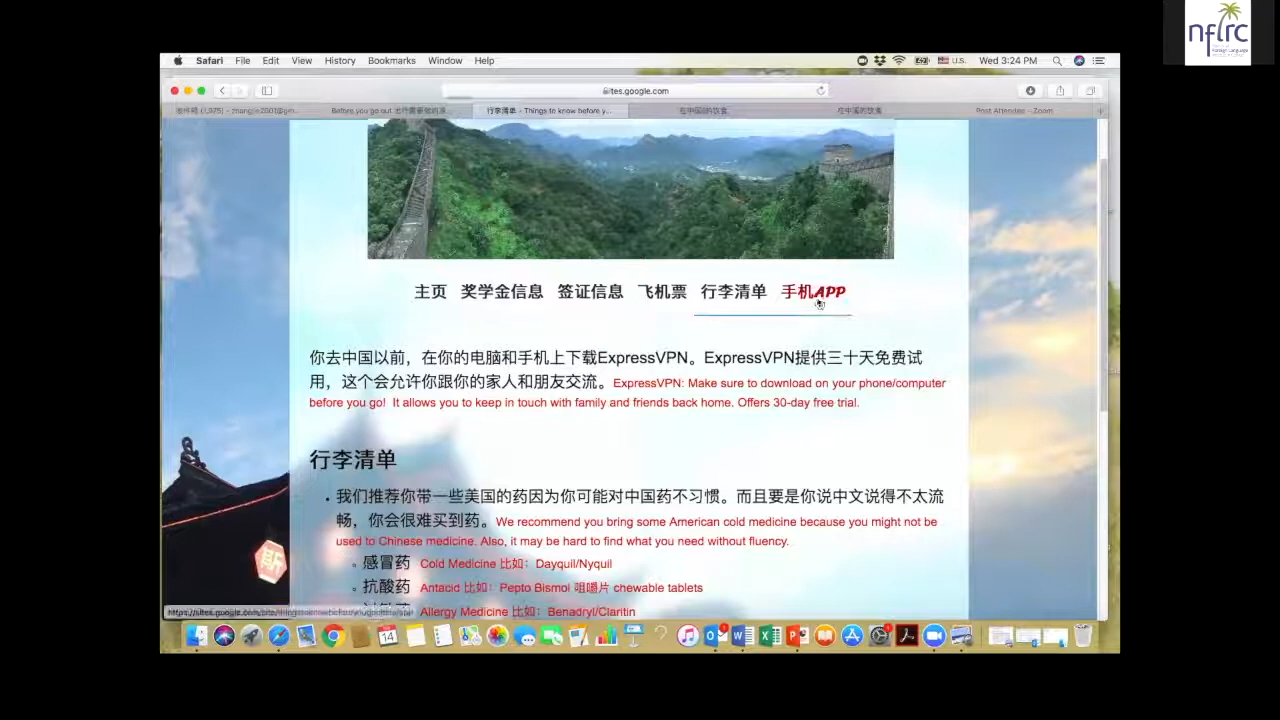 nflrc
Safari File Edit View History Bookmarks Window Help
U.S. Wed 3:24 PM
sites.google.com
行李清单 - Things to know before y...
在中国的饮食
Post Attendee - Zoom
主页 奖学金信息 签证信息 飞机票 行李清单 手机APP
你去中国以前，在你的电脑和手机上下载ExpressVPN。ExpressVPN提供三十天免费试
用，这个会允许你跟你的家人和朋友交流。ExpressVPN: Make sure to download on your phone/computer
before you go! It allows you to keep in touch with family and friends back home. Offers 30-day free trial.
行李清单
我们推荐你带一些美国的药因为你可能对中国药不习惯。而且要是你说中文说得不太流
畅，你会很难买到药。We recommend you bring some American cold medicine because you might not be
used to Chinese medicine. Also, it may be hard to find what you need without fluency.
感冒药 Cold Medicine 比如：Dayquil/Nyquil
抗酸药 Antacid 比如：Pepto Bismol 咀嚼片 chewable tablets
Allergy Medicine 比如：Benadryl/Claritin